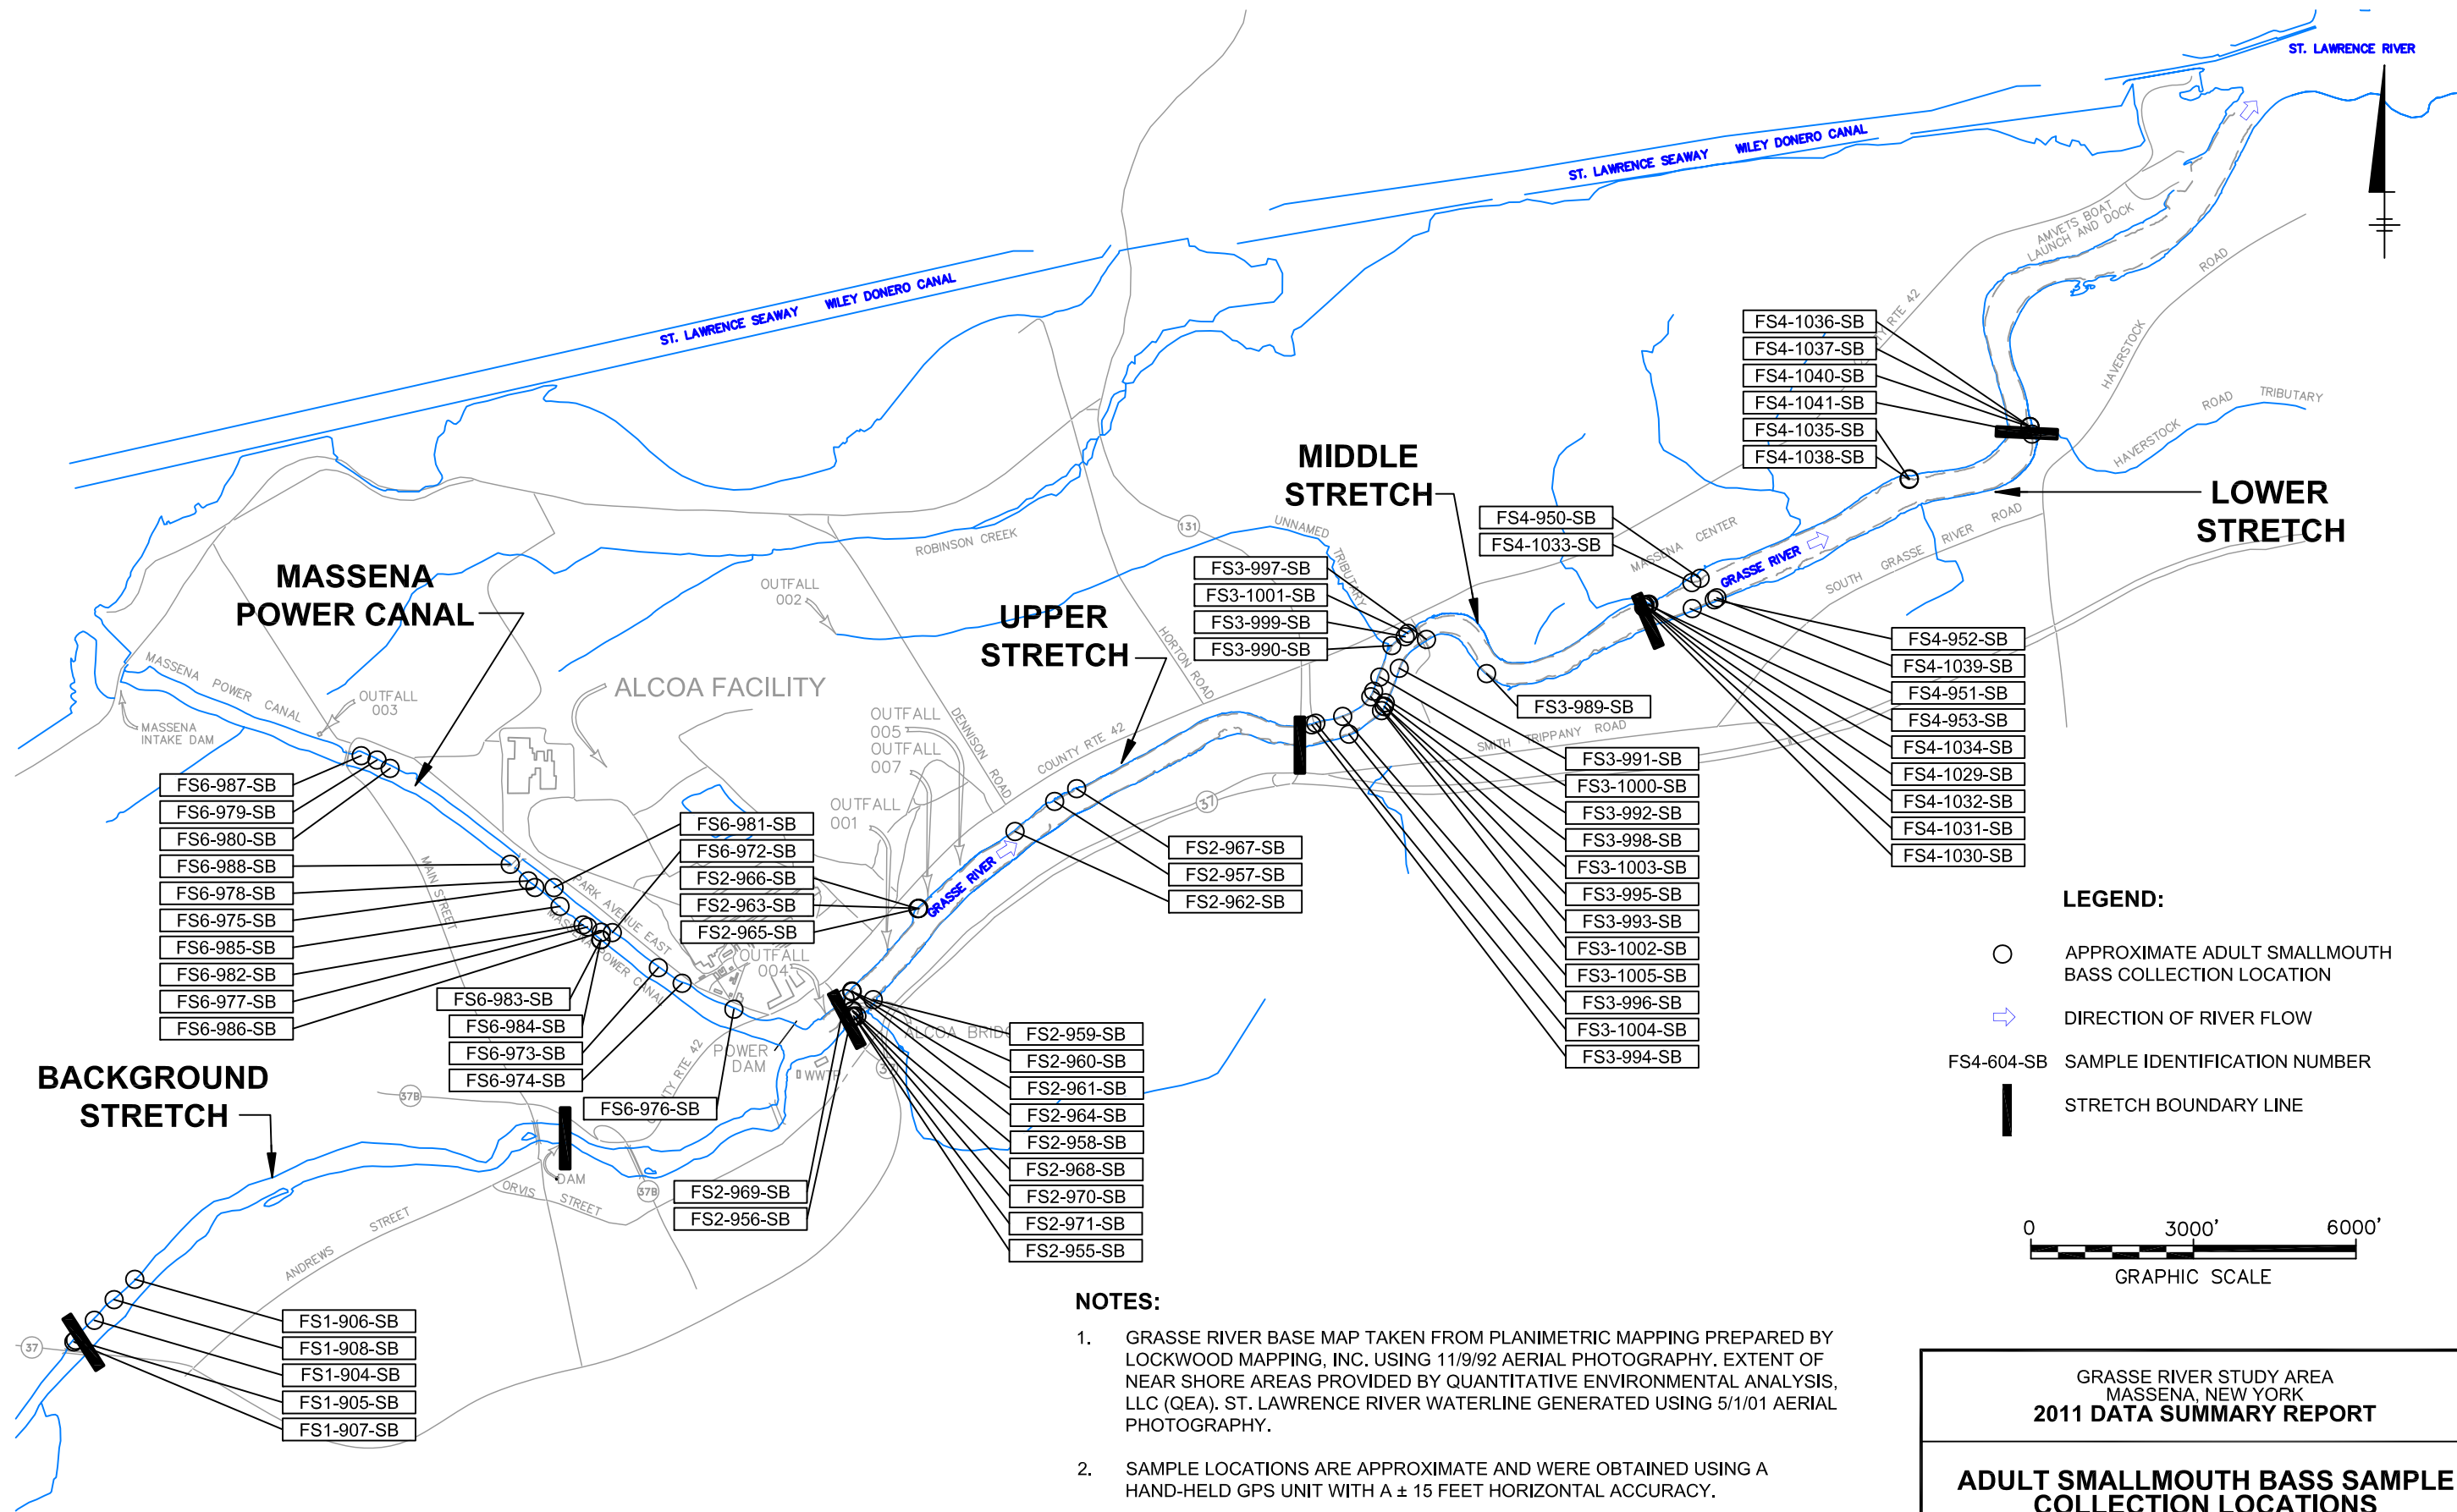 ST. LAWRENCE RIVER
ST. LAWRENCE SEAWAY WILEY DONERO CANAL
ST. LAWRENCE SEAWAY WILEY DONERO CANAL
AMVETS BOAT
LAUNCH AND DOCK
HAVERSTOCK ROAD
RTE 42
HAVERSTOCK ROAD TRIBUTARY
FS4-1036-SB
FS4-1037-SB
FS4-1040-SB
FS4-1041-SB
FS4-1035-SB
FS4-1038-SB
LOWER
STRETCH
MIDDLE
STRETCH
FS4-950-SB
FS4-1033-SB
MASSENA CENTER
GRASSE RIVER
SOUTH GRASSE RIVER ROAD
131
UNNAMED TRIBUTARY
ROBINSON CREEK
FS3-997-SB
FS3-1001-SB
FS3-999-SB
FS3-990-SB
OUTFALL
002
MASSENA
POWER CANAL
UPPER
STRETCH
HORTON ROAD
FS4-952-SB
FS4-1039-SB
FS4-951-SB
FS4-953-SB
FS4-1034-SB
FS4-1029-SB
FS4-1032-SB
FS4-1031-SB
FS4-1030-SB
MASSENA POWER CANAL
OUTFALL
003
MASSENA
INTAKE DAM
ALCOA FACILITY
OUTFALL
005
OUTFALL
007
OUTFALL
001
DENNISON ROAD
COUNTY RTE 42
FS3-989-SB
SMITH TRIPPANY ROAD
37
FS3-991-SB
FS3-1000-SB
FS3-992-SB
FS3-998-SB
FS3-1003-SB
FS3-995-SB
FS3-993-SB
FS3-1002-SB
FS3-1005-SB
FS3-996-SB
FS3-1004-SB
FS3-994-SB
FS6-987-SB
FS6-979-SB
FS6-980-SB
FS6-988-SB
FS6-978-SB
FS6-975-SB
FS6-985-SB
FS6-982-SB
FS6-977-SB
FS6-986-SB
MAIN STREET
PARK AVENUE EAST
MASSENA POWER CANAL
FS6-981-SB
FS6-972-SB
FS2-966-SB
FS2-963-SB
FS2-965-SB
GRASSE RIVER
FS2-967-SB
FS2-957-SB
FS2-962-SB
OUTFALL
004
FS6-983-SB
FS6-984-SB
FS6-973-SB
FS6-974-SB
FS6-976-SB
POWER
DAM
WWTP
RTE 42
37B
DAM
ORVIS STREET
37B
ANDREWS STREET
37
BACKGROUND
STRETCH
FS2-969-SB
FS2-956-SB
FS2-959-SB
FS2-960-SB
FS2-961-SB
FS2-964-SB
FS2-958-SB
FS2-968-SB
FS2-970-SB
FS2-971-SB
FS2-955-SB
FS1-906-SB
FS1-908-SB
FS1-904-SB
FS1-905-SB
FS1-907-SB
LEGEND:
APPROXIMATE ADULT SMALLMOUTH
BASS COLLECTION LOCATION
DIRECTION OF RIVER FLOW
FS4-604-SB SAMPLE IDENTIFICATION NUMBER
STRETCH BOUNDARY LINE
0 3000' 6000'
GRAPHIC SCALE
NOTES:
1. GRASSE RIVER BASE MAP TAKEN FROM PLANIMETRIC MAPPING PREPARED BY
LOCKWOOD MAPPING, INC. USING 11/9/92 AERIAL PHOTOGRAPHY. EXTENT OF
NEAR SHORE AREAS PROVIDED BY QUANTITATIVE ENVIRONMENTAL ANALYSIS,
LLC (QEA). ST. LAWRENCE RIVER WATERLINE GENERATED USING 5/1/01 AERIAL
PHOTOGRAPHY.
2. SAMPLE LOCATIONS ARE APPROXIMATE AND WERE OBTAINED USING A
HAND-HELD GPS UNIT WITH A ± 15 FEET HORIZONTAL ACCURACY.
GRASSE RIVER STUDY AREA
MASSENA, NEW YORK
2011 DATA SUMMARY REPORT
ADULT SMALLMOUTH BASS SAMPLE
COLLECTION LOCATIONS